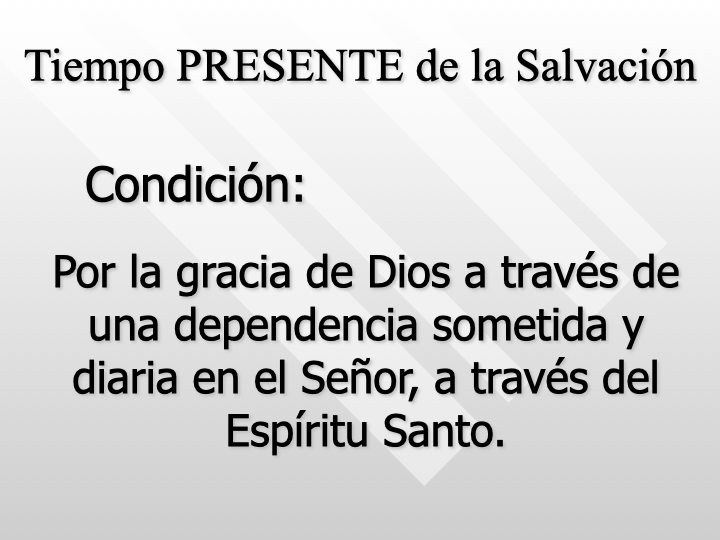 Tiempo PRESENTE de la Salvación
Condición:
Por la gracia de Dios a través de
una dependencia sometida y
diaria en el Señor, a través del
Espíritu Santo.